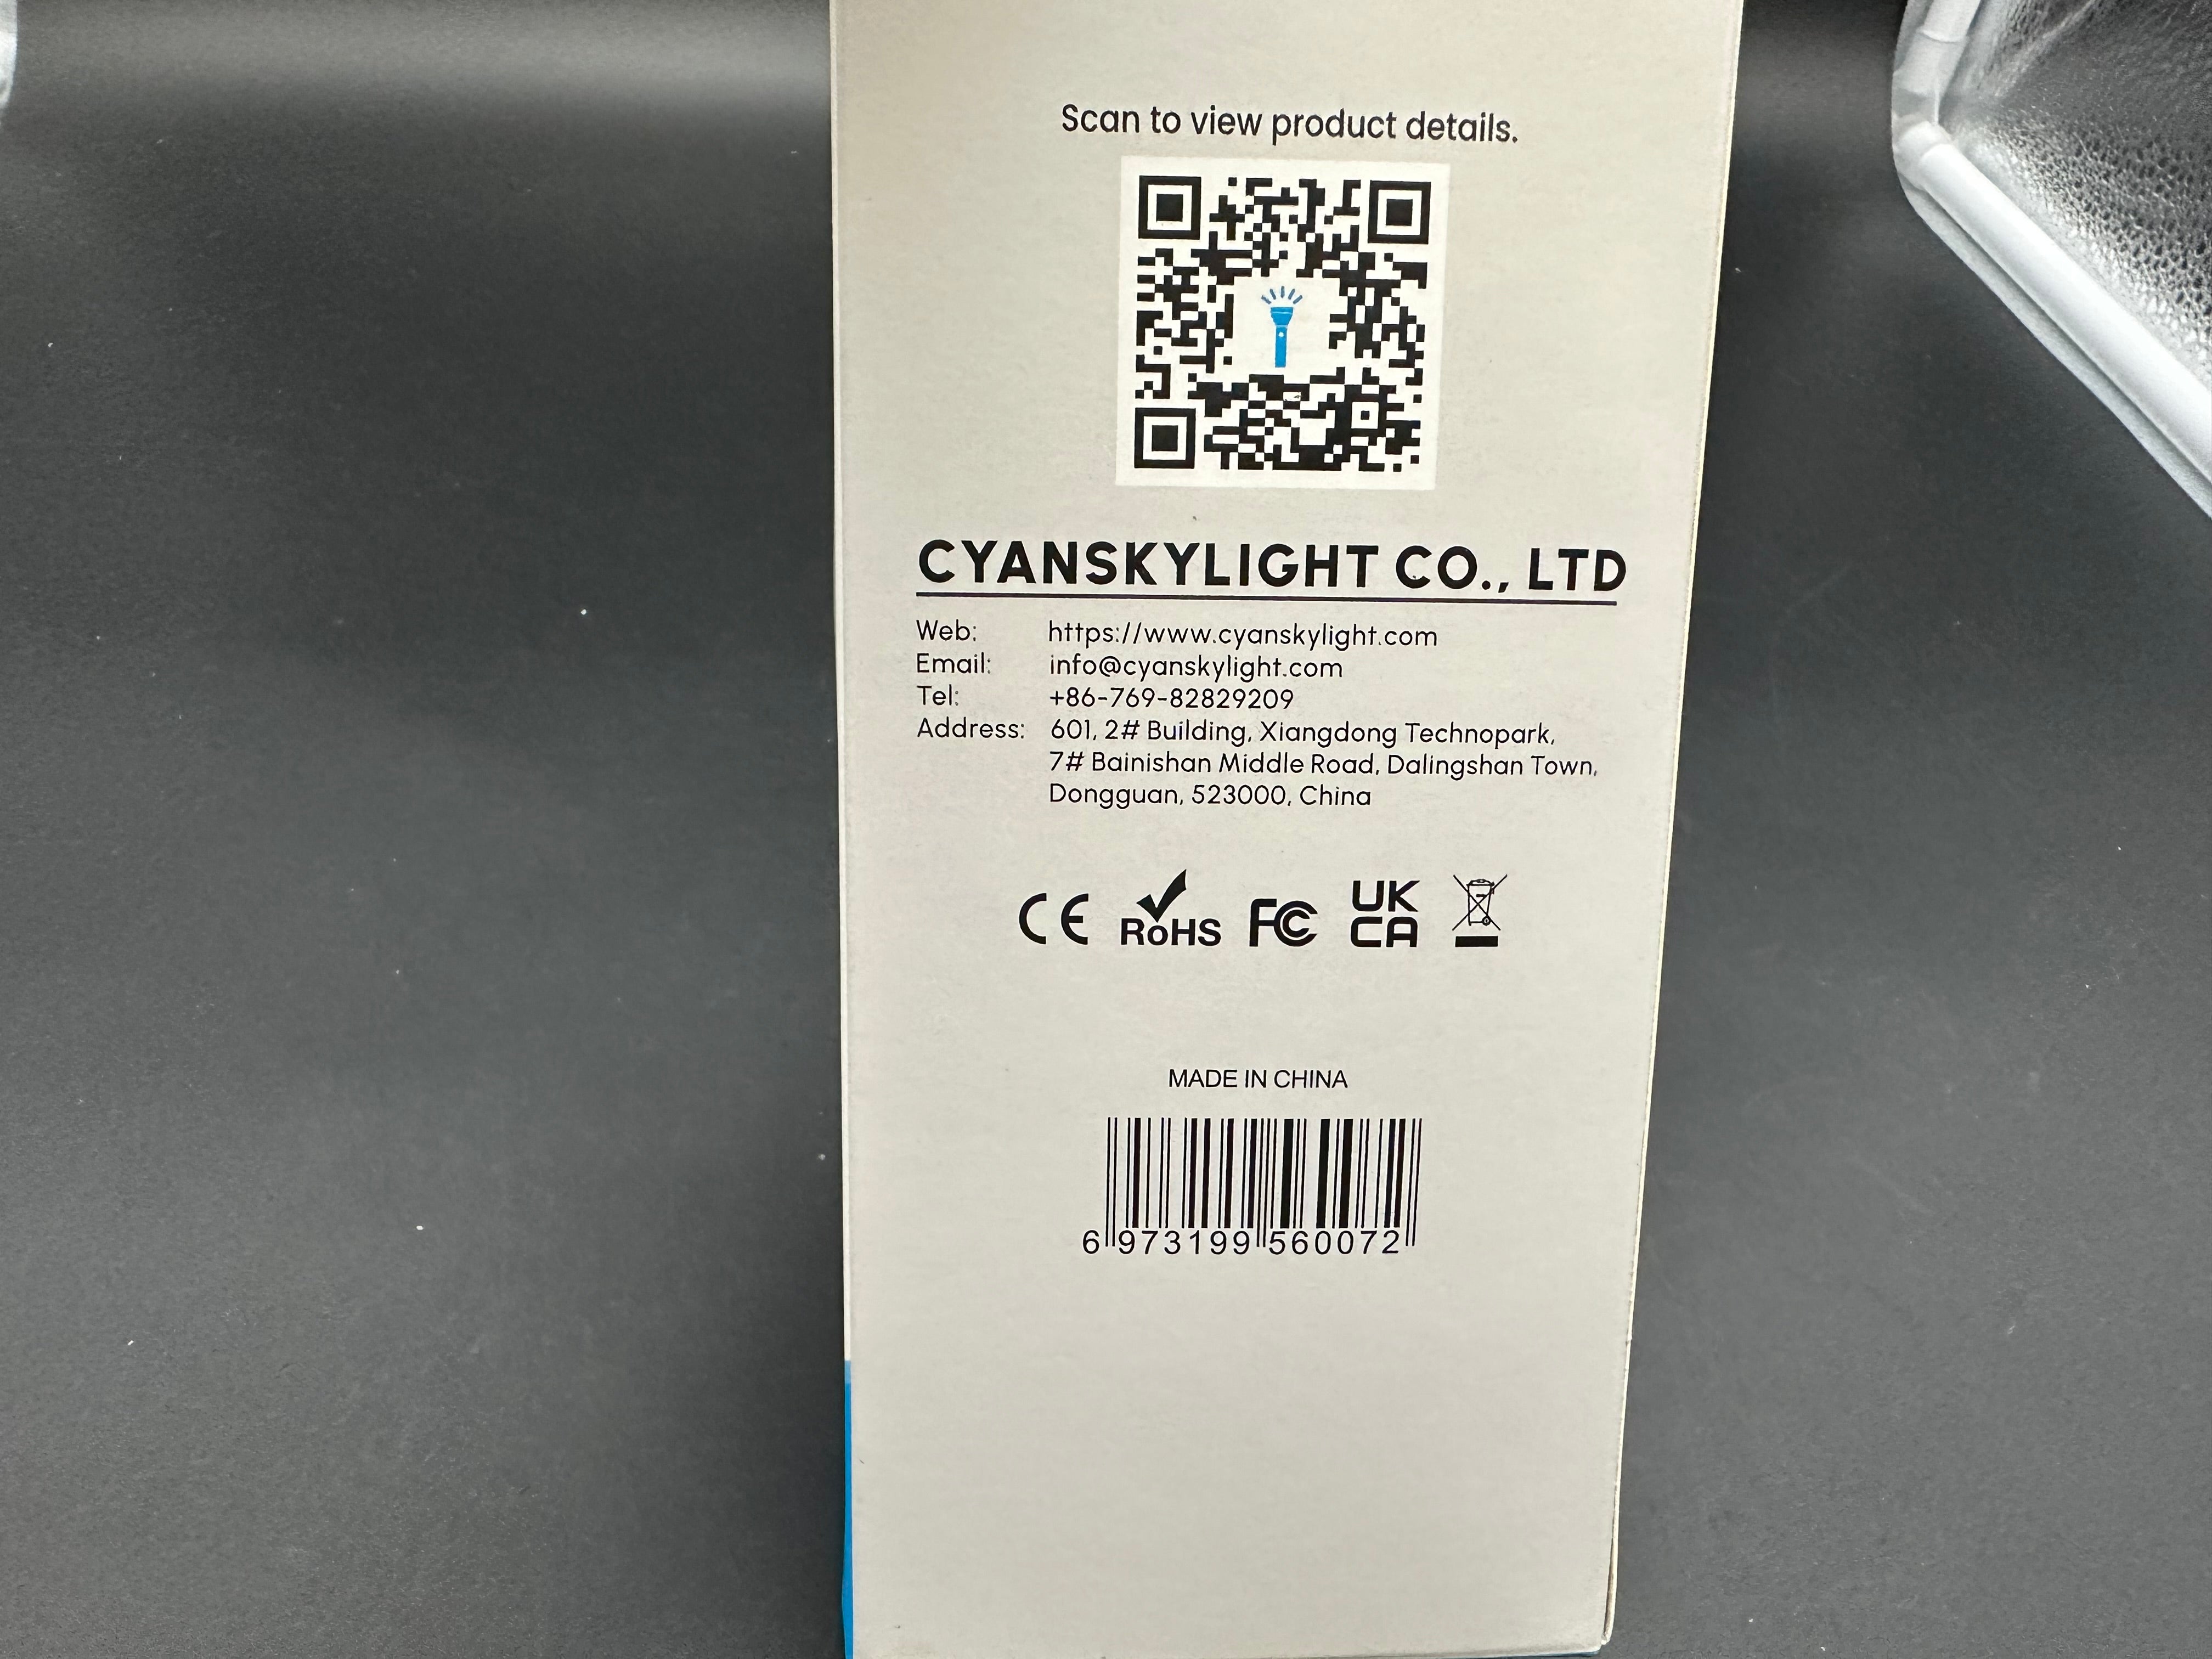 Scan to view product details.
CYANSKYLIGHT CO., LTD
Web: https://www.cyanskylight.com
Email: info@cyanskylight.com
Tel: +86-769-82829209
Address: 601, 2# Building, Xiangdong Technopark,
7# Bainishan Middle Road, Dalingshan Town,
Dongguan, 523000, China
CE RoHS FC UK
CA
MADE IN CHINA
6 973199 560072